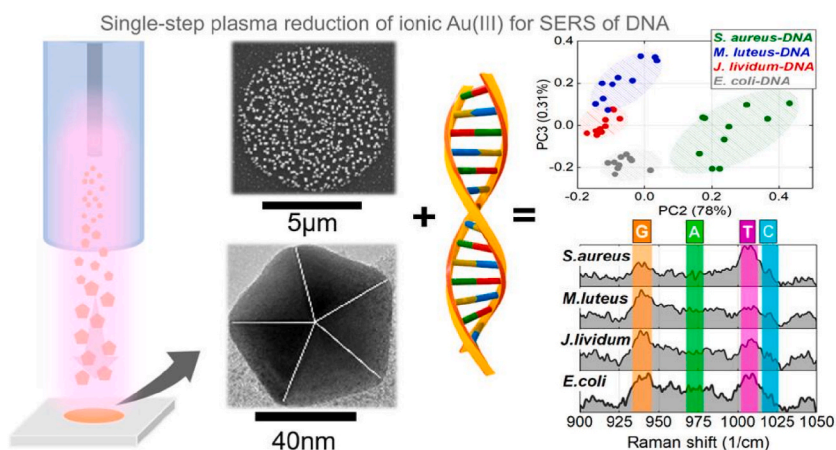 Single-step plasma reduction of ionic Au(III) for SERS of DNA
5μm
40nm
+
=
S. aureus-DNA
M. luteus-DNA
J. lividum-DNA
E. coli-DNA
PC3 (0.31%)
0.4
0.2
0.0
-0.2
-0.2 0.0 0.2 0.4
PC2 (78%)
G A T C
S.aureus
M.luteus
J.lividum
E.coli
900 925 950 975 1000 1025 1050
Raman shift (1/cm)